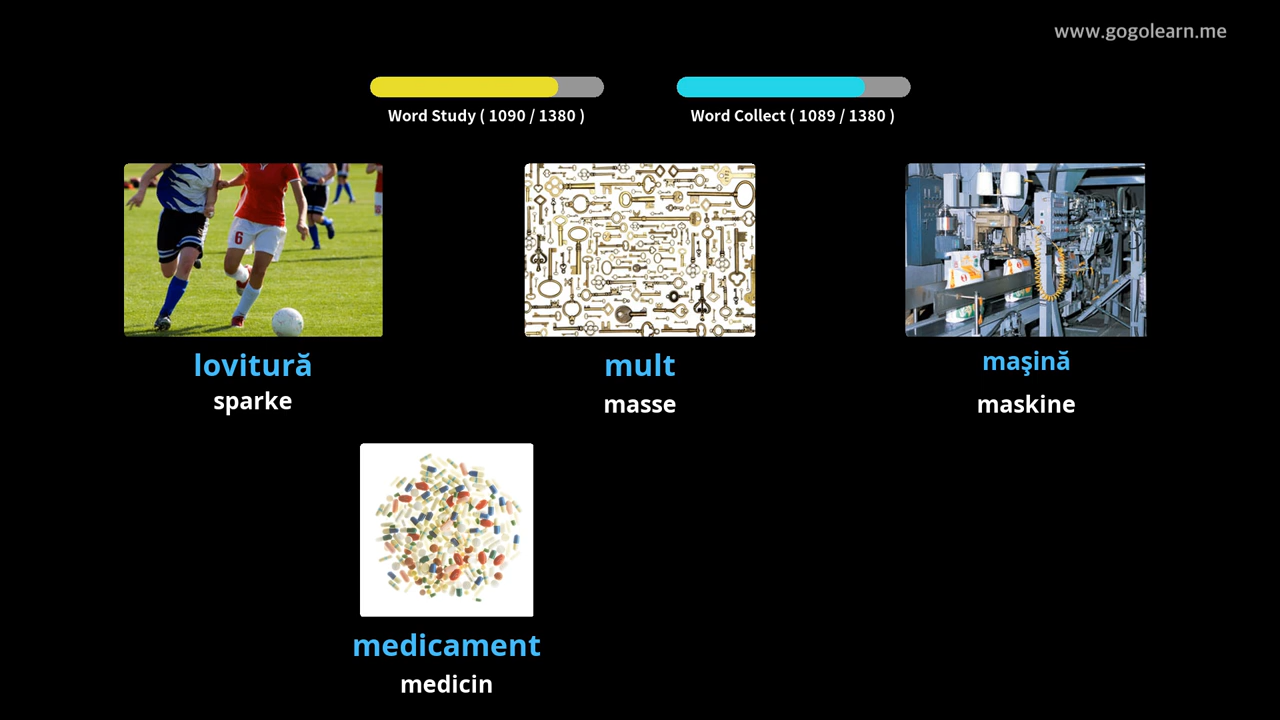 www.gogolearn.me
Word Study ( 1090 / 1380 )
Word Collect ( 1089 / 1380 )
6
lovitură
sparke
mult
masse
maşină
maskine
medicament
medicin